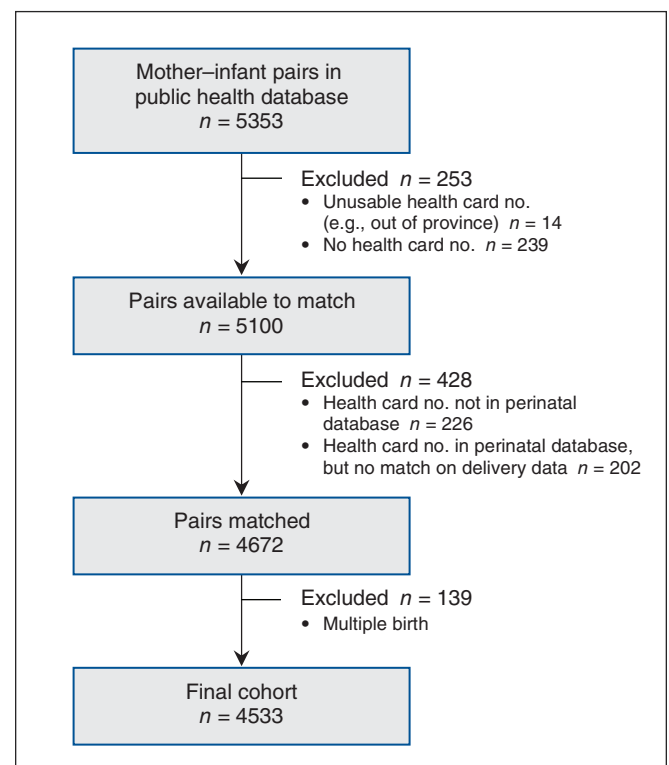 Mother–infant pairs in
public health database
n = 5353
Excluded n = 253
• Unusable health card no.
(e.g., out of province) n = 14
• No health card no. n = 239
Pairs available to match
n = 5100
Excluded n = 428
• Health card no. not in perinatal
database n = 226
• Health card no. in perinatal database,
but no match on delivery data n = 202
Pairs matched
n = 4672
Excluded n = 139
• Multiple birth
Final cohort
n = 4533